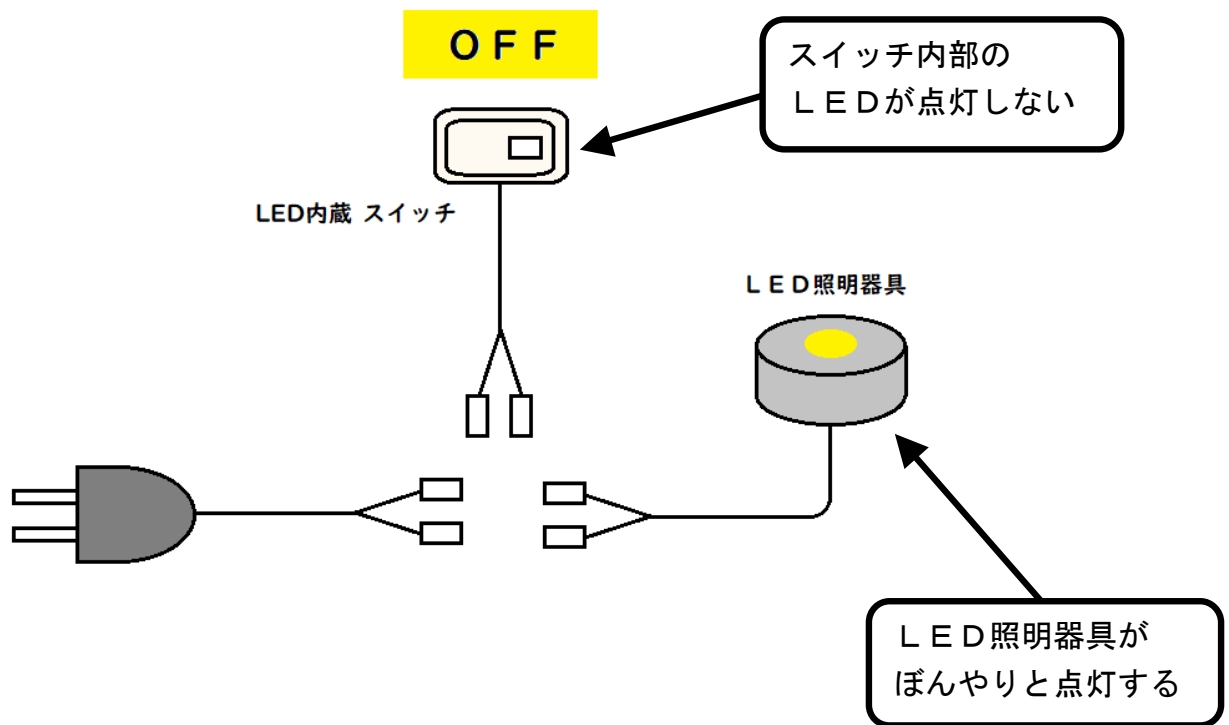 ＯＦＦ
スイッチ内部の
ＬＥＤが点灯しない
LED内蔵 スイッチ
ＬＥＤ照明器具
ＬＥＤ照明器具が
ぼんやりと点灯する